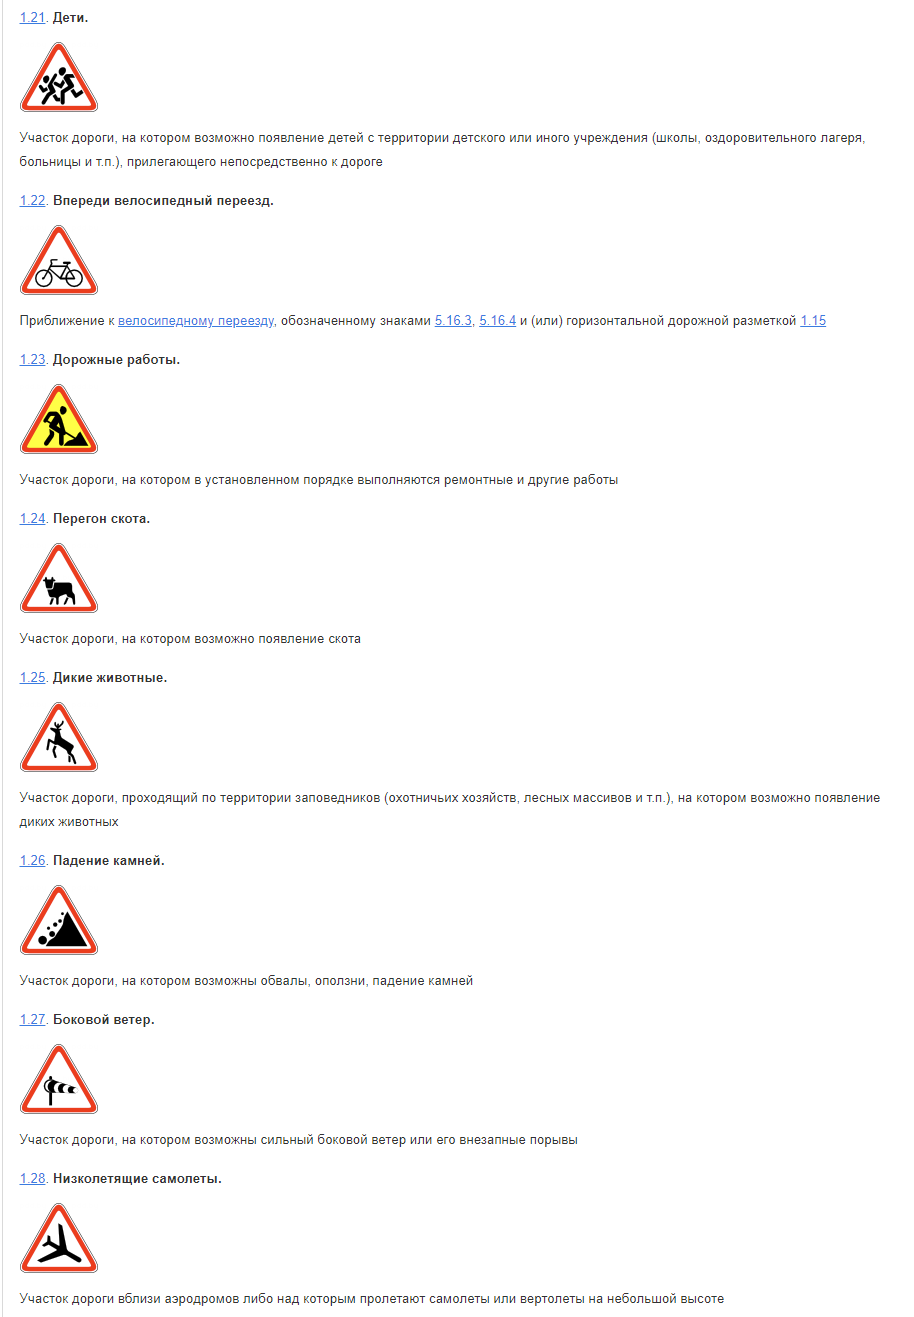 1.21. Дети.
Участок дороги, на котором возможно появление детей с территории детского или иного учреждения (школы, оздоровительного лагеря,
больницы и т.п.), прилегающего непосредственно к дороге
1.22. Впереди велосипедный переезд.
Приближение к велосипедному переезду, обозначенному знаками 5.16.3, 5.16.4 и (или) горизонтальной дорожной разметкой 1.15
1.23. Дорожные работы.
Участок дороги, на котором в установленном порядке выполняются ремонтные и другие работы
1.24. Перегон скота.
Участок дороги, на котором возможно появление скота
1.25. Дикие животные.
Участок дороги, проходящий по территории заповедников (охотничьих хозяйств, лесных массивов и т.п.), на котором возможно появление
диких животных
1.26. Падение камней.
Участок дороги, на котором возможны обвалы, оползни, падение камней
1.27. Боковой ветер.
Участок дороги, на котором возможны сильный боковой ветер или его внезапные порывы
1.28. Низколетящие самолеты.
Участок дороги вблизи аэродромов либо над которым пролетают самолеты или вертолеты на небольшой высоте